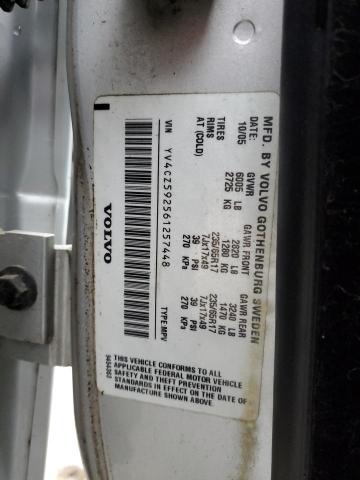 MFD. BY VOLVO GOTHENBURG SWEDEN
DATE: GVWR GAWR FRONT GAWR REAR
10/05 6005 LB 2820 LB 3240 LB
2725 KG 1280 KG 1470 KG
TIRES 235/65R17 235/65R17
RIMS 7Jx17x49 7Jx17x49
AT (COLD) 39 PSI 39 PSI
270 KPA 270 KPA
VIN YV4CZ592561257448 TYPE:MPV
VOLVO
THIS VEHICLE CONFORMS TO ALL
APPLICABLE FEDERAL MOTOR VEHICLE
SAFETY AND THEFT PREVENTION
STANDARDS IN EFFECT ON THE DATE OF
MANUFACTURE SHOWN ABOVE.